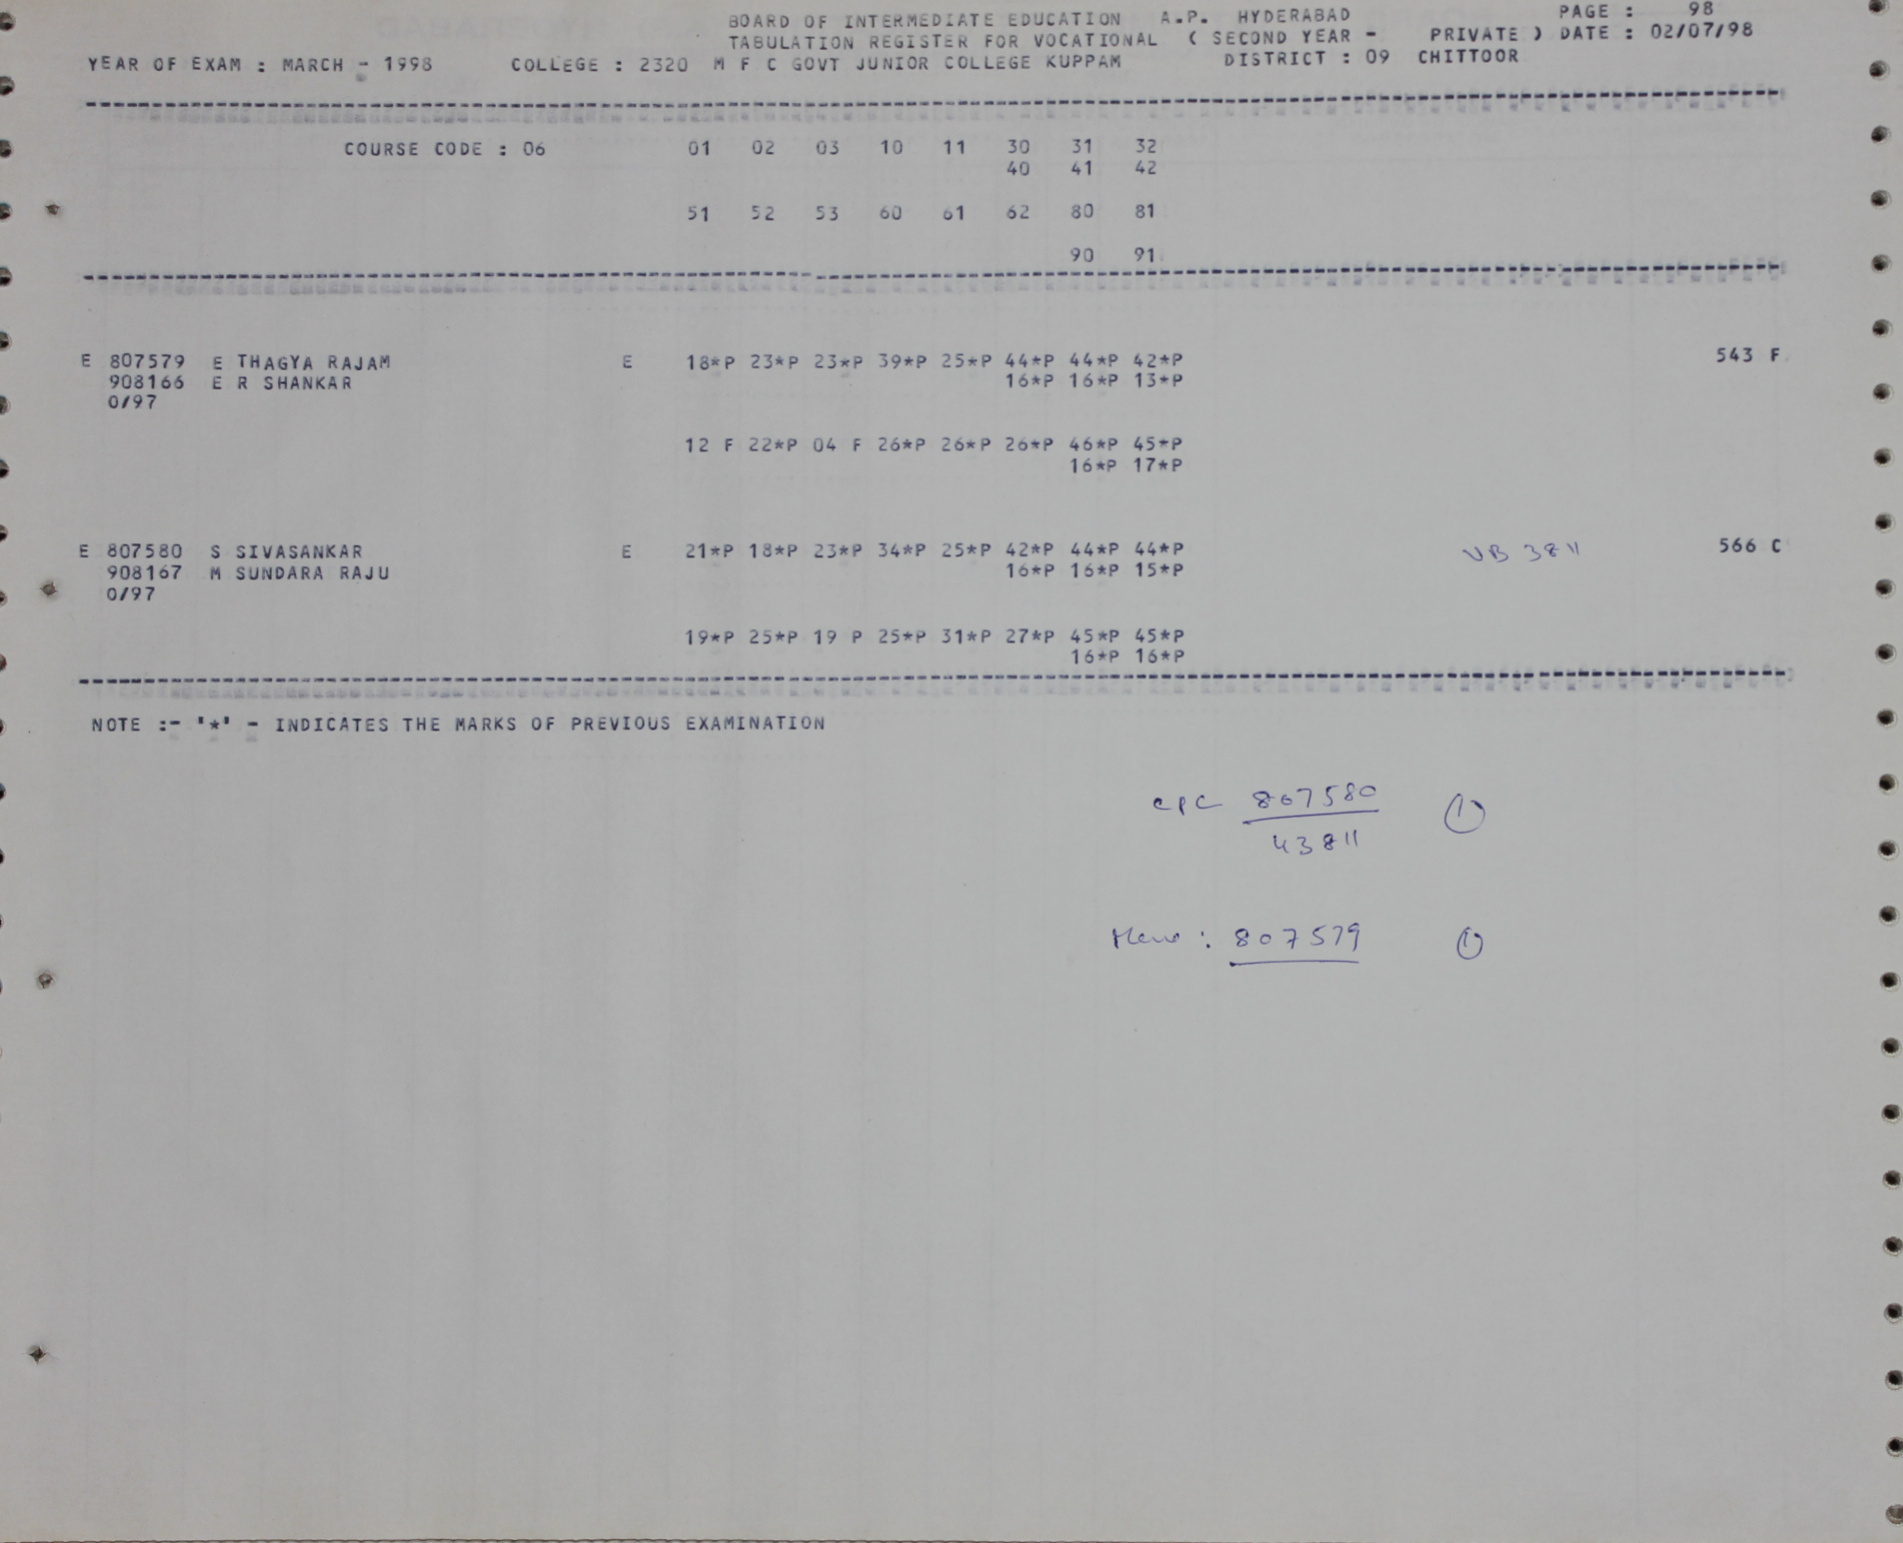 BOARD OF INTERMEDIATE EDUCATION A.P. HYDERABAD PAGE : 98
TABULATION REGISTER FOR VOCATIONAL ( SECOND YEAR - PRIVATE ) DATE : 02/07/98
YEAR OF EXAM : MARCH - 1998 COLLEGE : 2320 M F C GOVT JUNIOR COLLEGE KUPPAM DISTRICT : 09 CHITTOOR
COURSE CODE : 06 01 02 03 10 11 30 31 32
40 41 42
51 52 53 60 61 62 80 81
90 91
E 807579 E THAGYA RAJAM E 18*P 23*P 23*P 39*P 25*P 44*P 44*P 42*P 543 F
908166 E R SHANKAR 16*P 16*P 13*P
0/97
12 F 22*P 04 F 26*P 26*P 26*P 46*P 45*P
16*P 17*P
E 807580 S SIVASANKAR E 21*P 18*P 23*P 34*P 25*P 42*P 44*P 44*P VB 3811 566 C
908167 M SUNDARA RAJU 16*P 16*P 15*P
0/97
19*P 25*P 19 P 25*P 31*P 27*P 45*P 45*P
16*P 16*P
NOTE :- '*' - INDICATES THE MARKS OF PREVIOUS EXAMINATION
807580 1
43811
: 807579 1